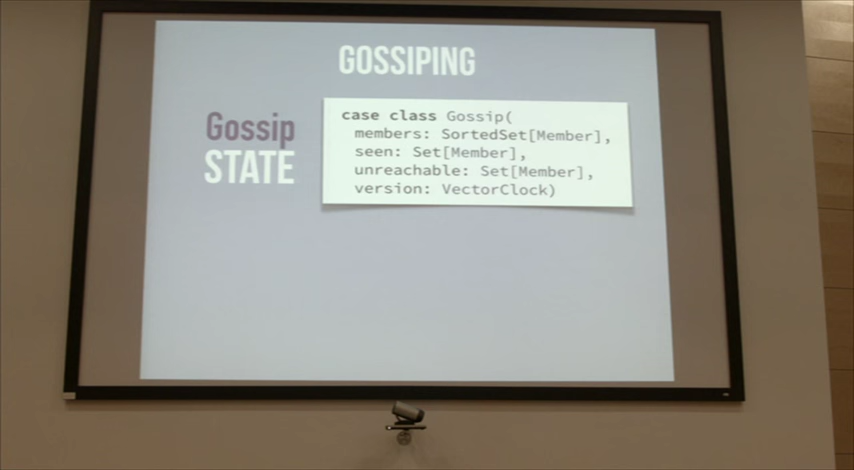 GOSSIPING
Gossip
STATE
case class Gossip(
members: SortedSet[Member],
seen: Set[Member],
unreachable: Set[Member],
version: VectorClock)